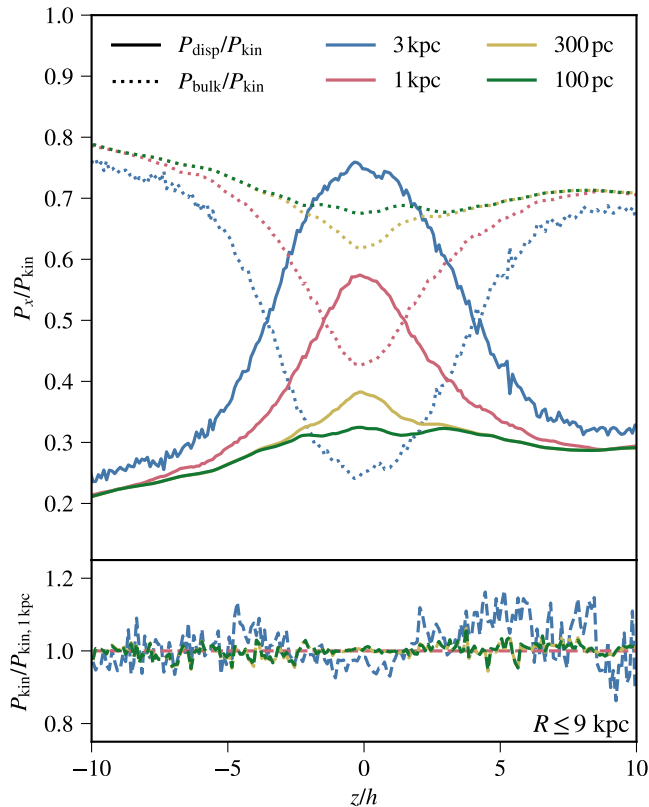 1.0
P_disp/P_kin 3 kpc 300 pc
P_bulk/P_kin 1 kpc 100 pc
0.9
0.8
0.7
0.6
0.5
0.4
0.3
0.2
P_x/P_kin
1.2
1.0
0.8
P_kin/P_kin, 1 kpc
R ≤ 9 kpc
−10 −5 0 5 10
z/h